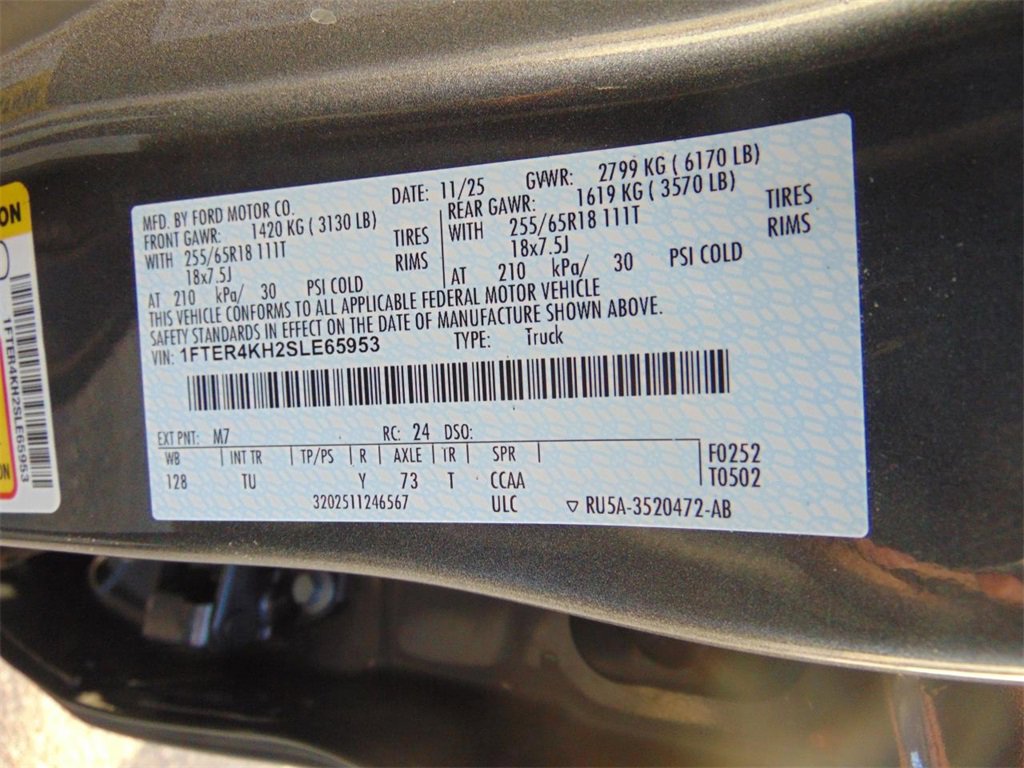 MFD. BY FORD MOTOR CO.
DATE: 11/25
GVWR: 2799 KG ( 6170 LB)
FRONT GAWR: 1420 KG ( 3130 LB)
WITH 255/65R18 111T TIRES
18x7.5J RIMS
AT 210 kPa/ 30 PSI COLD
REAR GAWR: 1619 KG ( 3570 LB)
WITH 255/65R18 111T TIRES
18x7.5J RIMS
AT 210 kPa/ 30 PSI COLD
THIS VEHICLE CONFORMS TO ALL APPLICABLE FEDERAL MOTOR VEHICLE
SAFETY STANDARDS IN EFFECT ON THE DATE OF MANUFACTURE SHOWN ABOVE.
VIN: 1FTER4KH2SLE65953 TYPE: Truck
EXT PNT: M7 RC: 24 DSO:
WB INT TR TP/PS R AXLE TR SPR
128 TU Y 73 T CCAA
F0252
T0502
3202511246567 ULC ▽ RU5A-3520472-AB
ON
1FTER4KH2SLE65953
ON